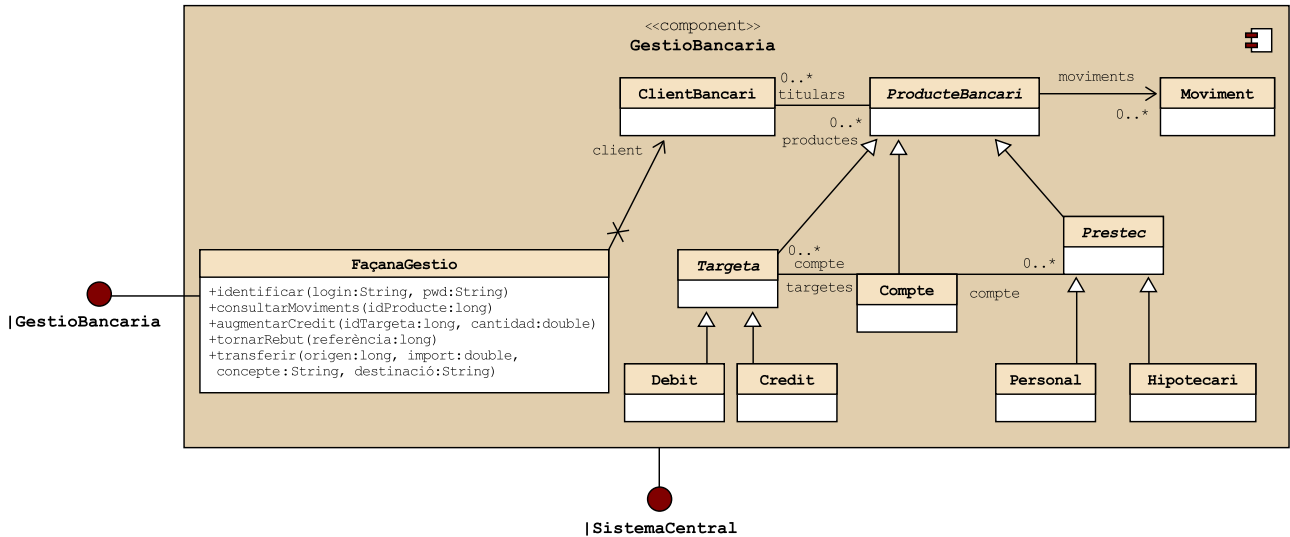 <<component>>
GestioBancaria
0..*
ClientBancari
titulars
ProducteBancari
moviments
Moviment
0..*
0..*
productes
client
Prestec
FaçanaGestio
+identificar(login:String, pwd:String)
+consultarMoviments(idProducte:long)
+augmentarCredit(idTargeta:long, cantidad:double)
+tornarRebut(referència:long)
+transferir(origen:long, import:double,
concepte:String, destinació:String)
Targeta
0..*
compte
targetes
Compte
0..*
compte
|GestioBancaria
Debit
Credit
Personal
Hipotecari
|SistemaCentral